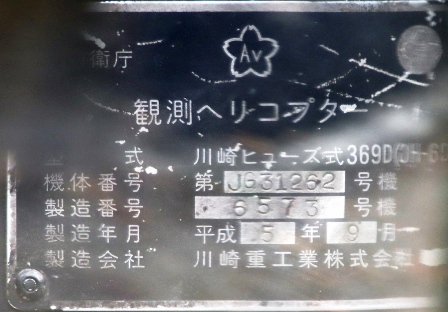 衛庁
Av
観測ヘリコプター
型 式 川崎ヒューズ式369D(OH-6D
機体番号 第 JG31262 号機
製造番号 6573 号機
製造年月 平成 5 年 9 月
製造会社 川崎重工業株式会社